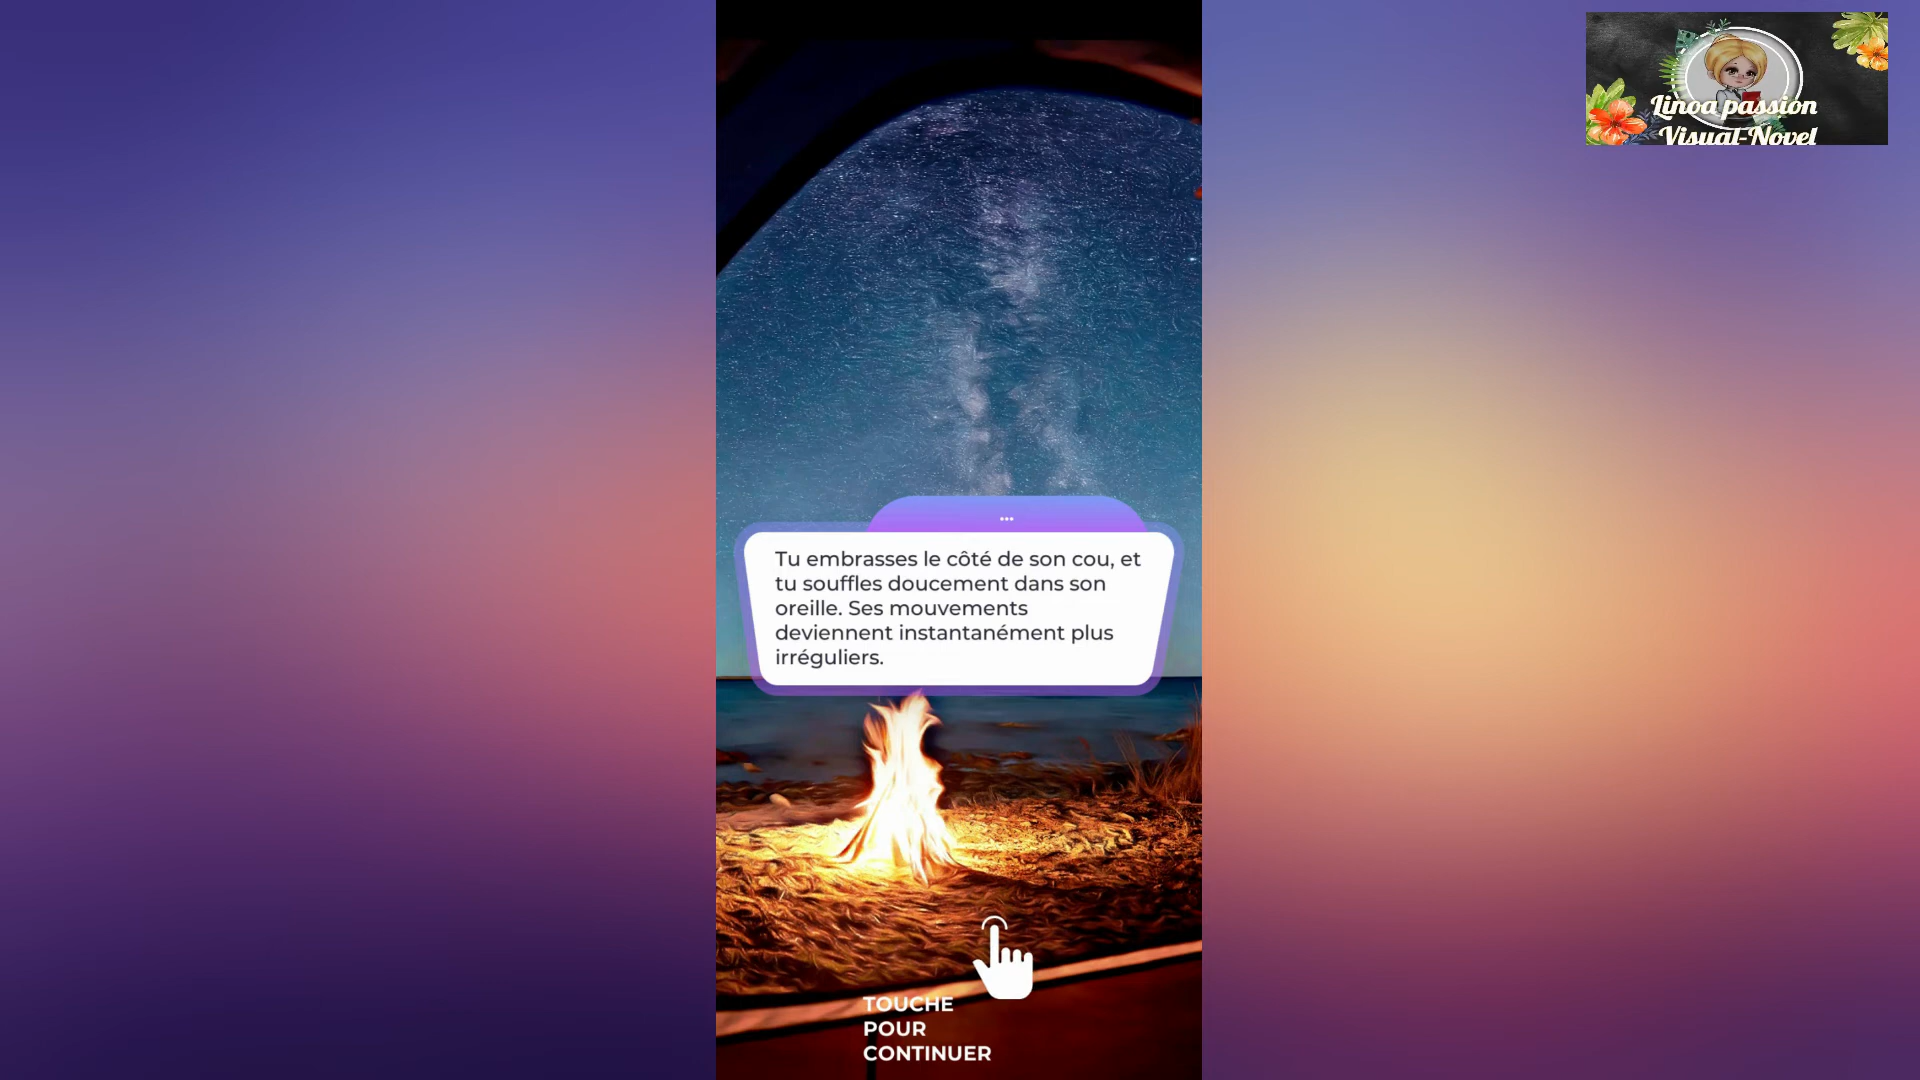 Linoa passion
Visual-Novel
...
Tu embrasses le côté de son cou, et
tu souffles doucement dans son
oreille. Ses mouvements
deviennent instantanément plus
irréguliers.
TOUCHE
POUR
CONTINUER